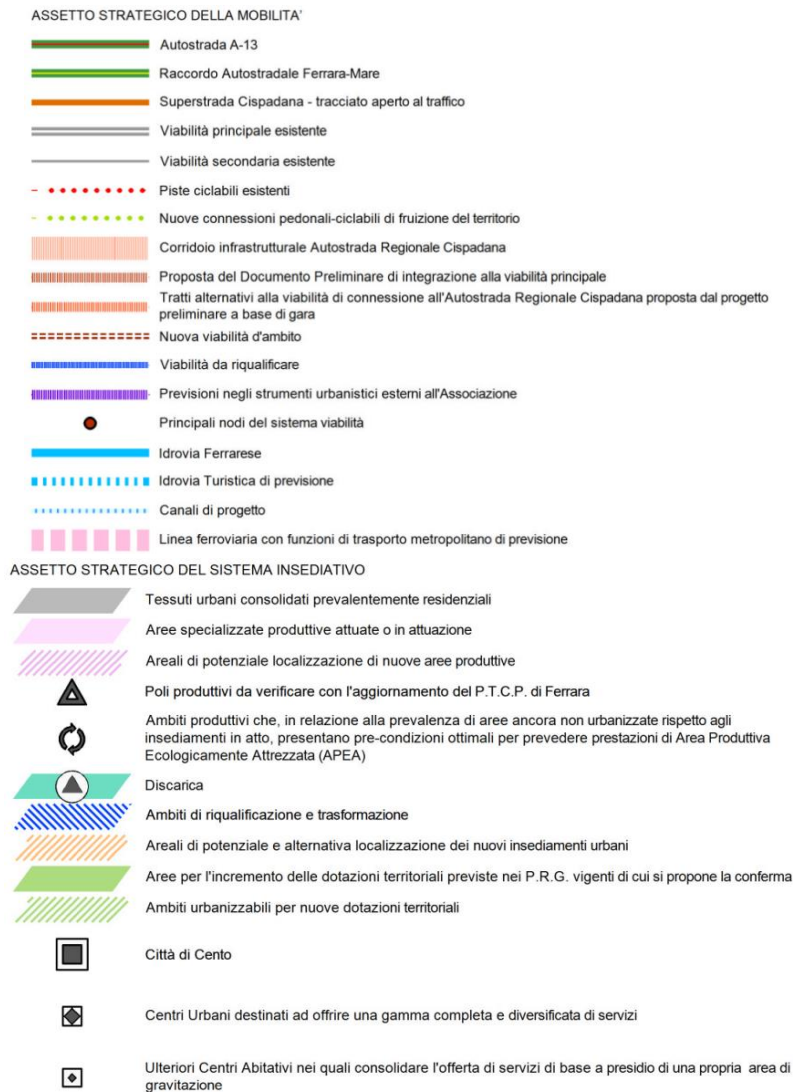 ASSETTO STRATEGICO DELLA MOBILITA'
Autostrada A-13
Raccordo Autostradale Ferrara-Mare
Superstrada Cispadana - tracciato aperto al traffico
Viabilità principale esistente
Viabilità secondaria esistente
Piste ciclabili esistenti
Nuove connessioni pedonali-ciclabili di fruizione del territorio
Corridoio infrastrutturale Autostrada Regionale Cispadana
Proposta del Documento Preliminare di integrazione alla viabilità principale
Tratti alternativi alla viabilità di connessione all'Autostrada Regionale Cispadana proposta dal progetto
preliminare a base di gara
Nuova viabilità d'ambito
Viabilità da riqualificare
Previsioni negli strumenti urbanistici esterni all'Associazione
Principali nodi del sistema viabilità
Idrovia Ferrarese
Idrovia Turistica di previsione
Canali di progetto
Linea ferroviaria con funzioni di trasporto metropolitano di previsione
ASSETTO STRATEGICO DEL SISTEMA INSEDIATIVO
Tessuti urbani consolidati prevalentemente residenziali
Aree specializzate produttive attuate o in attuazione
Areali di potenziale localizzazione di nuove aree produttive
Poli produttivi da verificare con l'aggiornamento del P.T.C.P. di Ferrara
Ambiti produttivi che, in relazione alla prevalenza di aree ancora non urbanizzate rispetto agli
insediamenti in atto, presentano pre-condizioni ottimali per prevedere prestazioni di Area Produttiva
Ecologicamente Attrezzata (APEA)
Discarica
Ambiti di riqualificazione e trasformazione
Areali di potenziale e alternativa localizzazione dei nuovi insediamenti urbani
Aree per l'incremento delle dotazioni territoriali previste nei P.R.G. vigenti di cui si propone la conferma
Ambiti urbanizzabili per nuove dotazioni territoriali
Città di Cento
Centri Urbani destinati ad offrire una gamma completa e diversificata di servizi
Ulteriori Centri Abitativi nei quali consolidare l'offerta di servizi di base a presidio di una propria area di
gravitazione